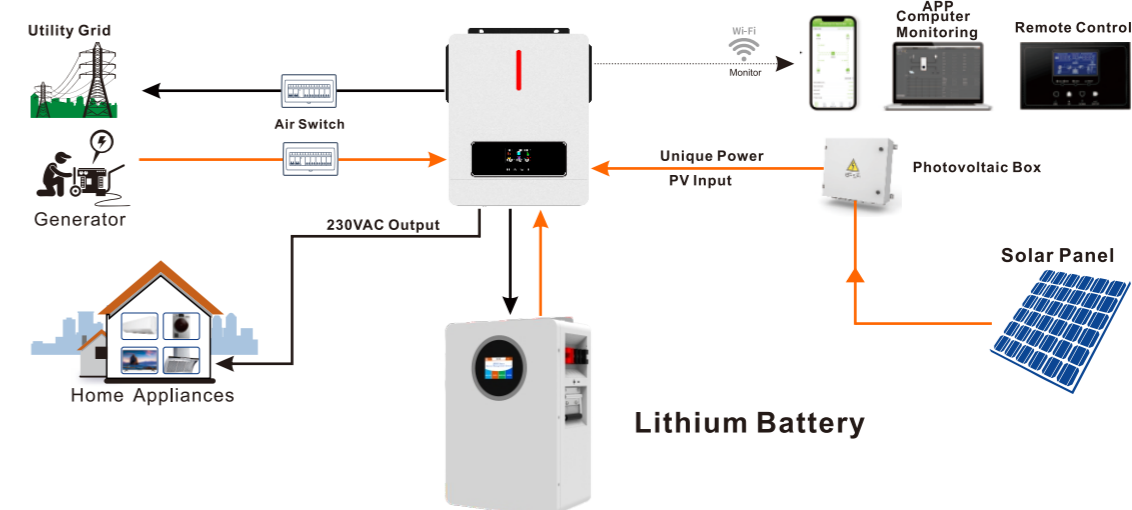 Utility Grid
Air Switch
Generator
230VAC Output
Home Appliances
Wi-Fi
Monitor
APP
Computer
Monitoring
Remote Control
Unique Power
PV Input
Photovoltaic Box
Solar Panel
Lithium Battery